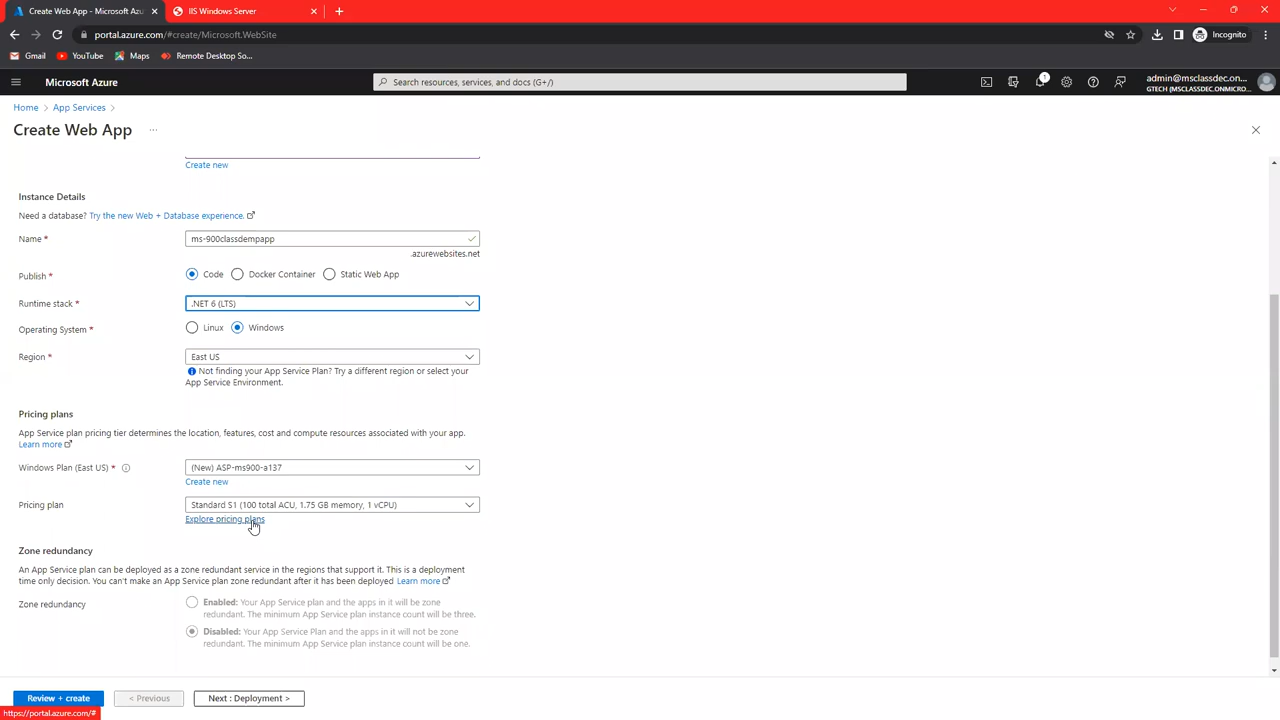 Create Web App - Microsoft Azu
IIS Windows Server
portal.azure.com/#create/Microsoft.WebSite
Incognito
Gmail
YouTube
Maps
Remote Desktop So...
Microsoft Azure
Search resources, services, and docs (G+/)
1
admin@msclassdec.on...
GTECH (MSCLASSDEC.ONMICRO...
Home > App Services >
Create Web App ...
Create new
Instance Details
Need a database? Try the new Web + Database experience.
Name *
ms-900classdempapp
.azurewebsites.net
Publish *
Code
Docker Container
Static Web App
Runtime stack *
.NET 6 (LTS)
Operating System *
Linux
Windows
Region *
East US
Not finding your App Service Plan? Try a different region or select your
App Service Environment.
Pricing plans
App Service plan pricing tier determines the location, features, cost and compute resources associated with your app.
Learn more
Windows Plan (East US) *
(New) ASP-ms900-a137
Create new
Pricing plan
Standard S1 (100 total ACU, 1.75 GB memory, 1 vCPU)
Explore pricing plans
Zone redundancy
An App Service plan can be deployed as a zone redundant service in the regions that support it. This is a deployment
time only decision. You can't make an App Service plan zone redundant after it has been deployed Learn more
Zone redundancy
Enabled: Your App Service plan and the apps in it will be zone
redundant. The minimum App Service plan instance count will be three.
Disabled: Your App Service Plan and the apps in it will not be zone
redundant. The minimum App Service plan instance count will be one.
Review + create
< Previous
Next : Deployment >
https://portal.azure.com/#